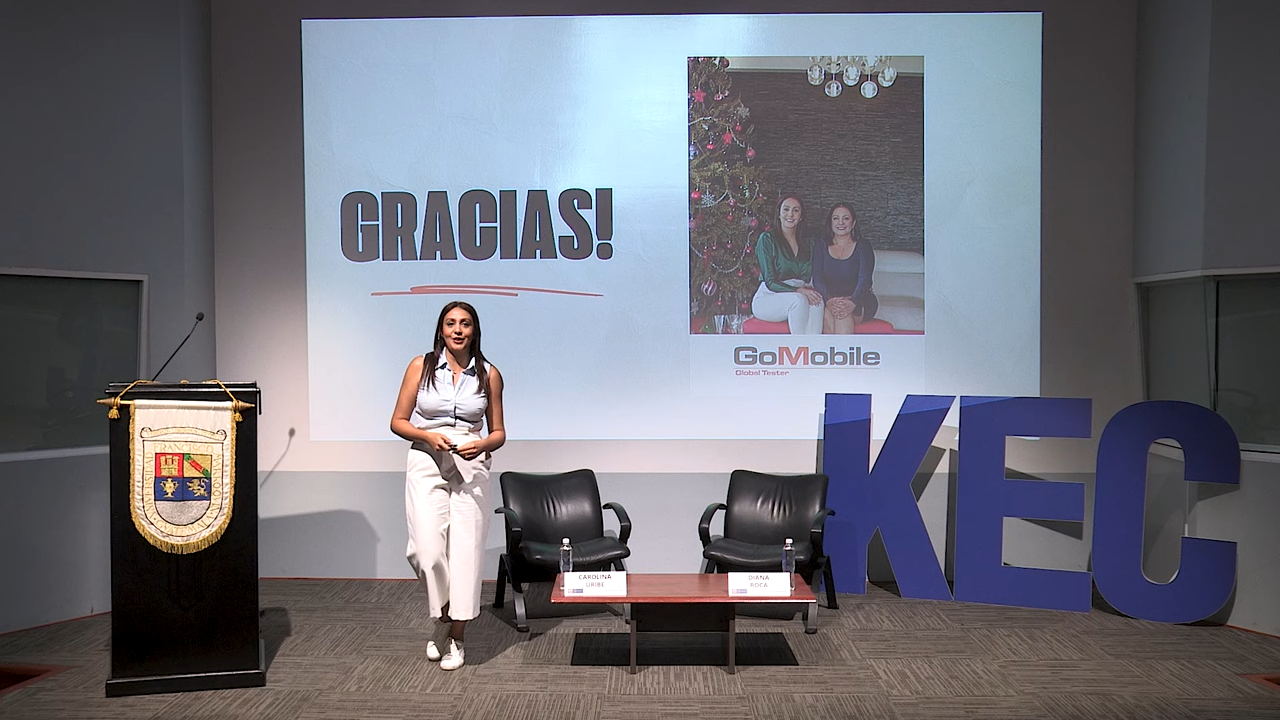 GRACIAS!
GoMobile
Global Tester
KEC
CAROLINA
URIBE
DIANA
ROCA